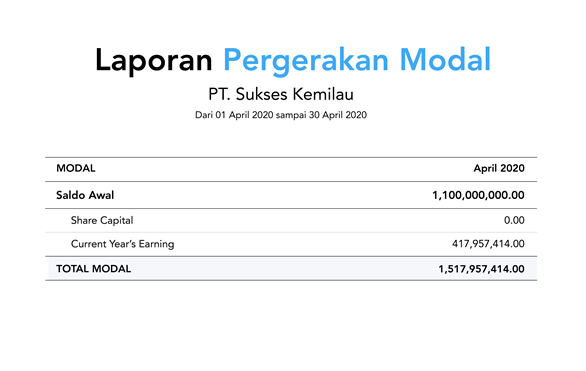 Laporan Pergerakan Modal
PT. Sukses Kemilau
Dari 01 April 2020 sampai 30 April 2020
MODAL April 2020
Saldo Awal 1,100,000,000.00
Share Capital 0.00
Current Year's Earning 417,957,414.00
TOTAL MODAL 1,517,957,414.00